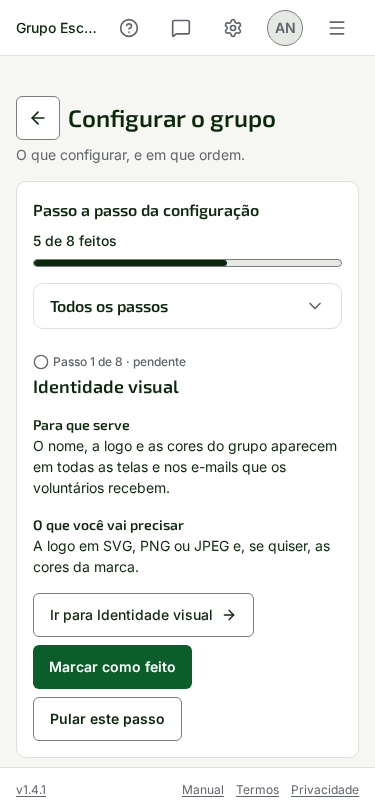 Grupo Esc...
AN
Configurar o grupo
O que configurar, e em que ordem.
Passo a passo da configuração
5 de 8 feitos
Todos os passos
Passo 1 de 8 · pendente
Identidade visual
Para que serve
O nome, a logo e as cores do grupo aparecem
em todas as telas e nos e-mails que os
voluntários recebem.
O que você vai precisar
A logo em SVG, PNG ou JPEG e, se quiser, as
cores da marca.
Ir para Identidade visual
Marcar como feito
Pular este passo
v1.4.1
Manual
Termos
Privacidade